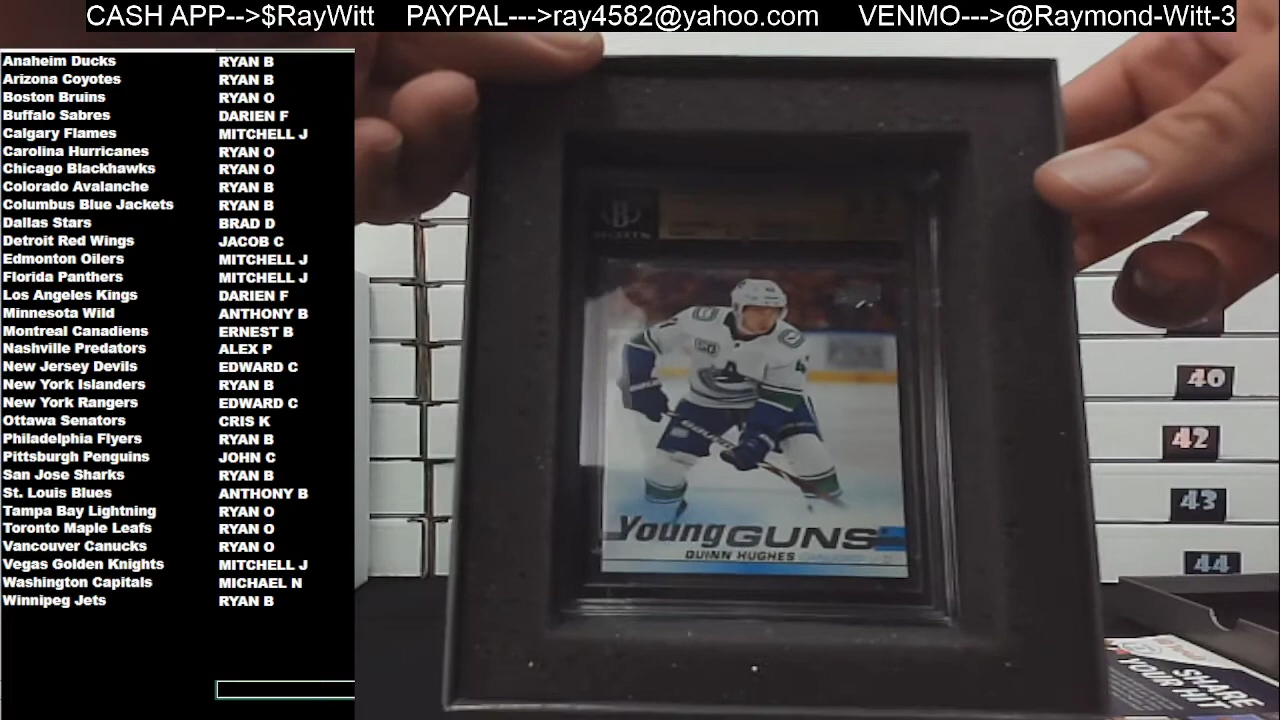 CASH APP-->$RayWitt PAYPAL--->ray4582@yahoo.com VENMO--->@Raymond-Witt-3
Anaheim Ducks RYAN B
Arizona Coyotes RYAN B
Boston Bruins RYAN O
Buffalo Sabres DARIEN F
Calgary Flames MITCHELL J
Carolina Hurricanes RYAN O
Chicago Blackhawks RYAN O
Colorado Avalanche RYAN B
Columbus Blue Jackets RYAN B
Dallas Stars BRAD D
Detroit Red Wings JACOB C
Edmonton Oilers MITCHELL J
Florida Panthers MITCHELL J
Los Angeles Kings DARIEN F
Minnesota Wild ANTHONY B
Montreal Canadiens ERNEST B
Nashville Predators ALEX P
New Jersey Devils EDWARD C
New York Islanders RYAN B
New York Rangers EDWARD C
Ottawa Senators CRIS K
Philadelphia Flyers RYAN B
Pittsburgh Penguins JOHN C
San Jose Sharks RYAN B
St. Louis Blues ANTHONY B
Tampa Bay Lightning RYAN O
Toronto Maple Leafs RYAN O
Vancouver Canucks RYAN O
Vegas Golden Knights MITCHELL J
Washington Capitals MICHAEL N
Winnipeg Jets RYAN B
Young GUNS
QUINN HUGHES
40
42
43
44
SHARE
YOUR HIT